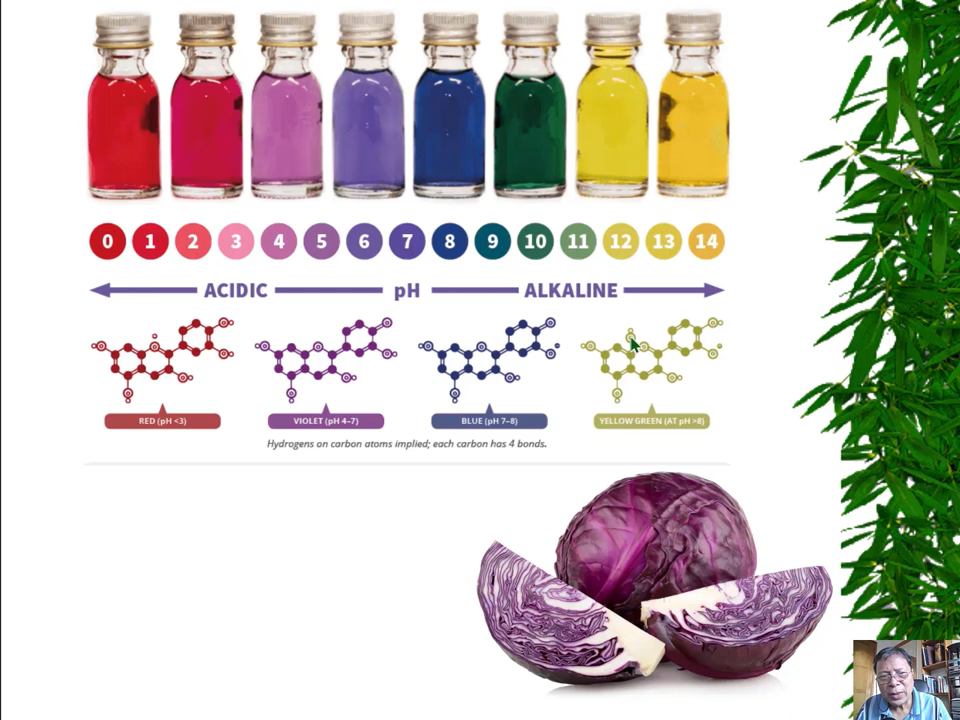 0 1 2 3 4 5 6 7 8 9 10 11 12 13 14
ACIDIC pH ALKALINE
RED (pH <3) VIOLET (pH 4–7) BLUE (pH 7–8) YELLOW GREEN (AT pH >8)
Hydrogens on carbon atoms implied; each carbon has 4 bonds.